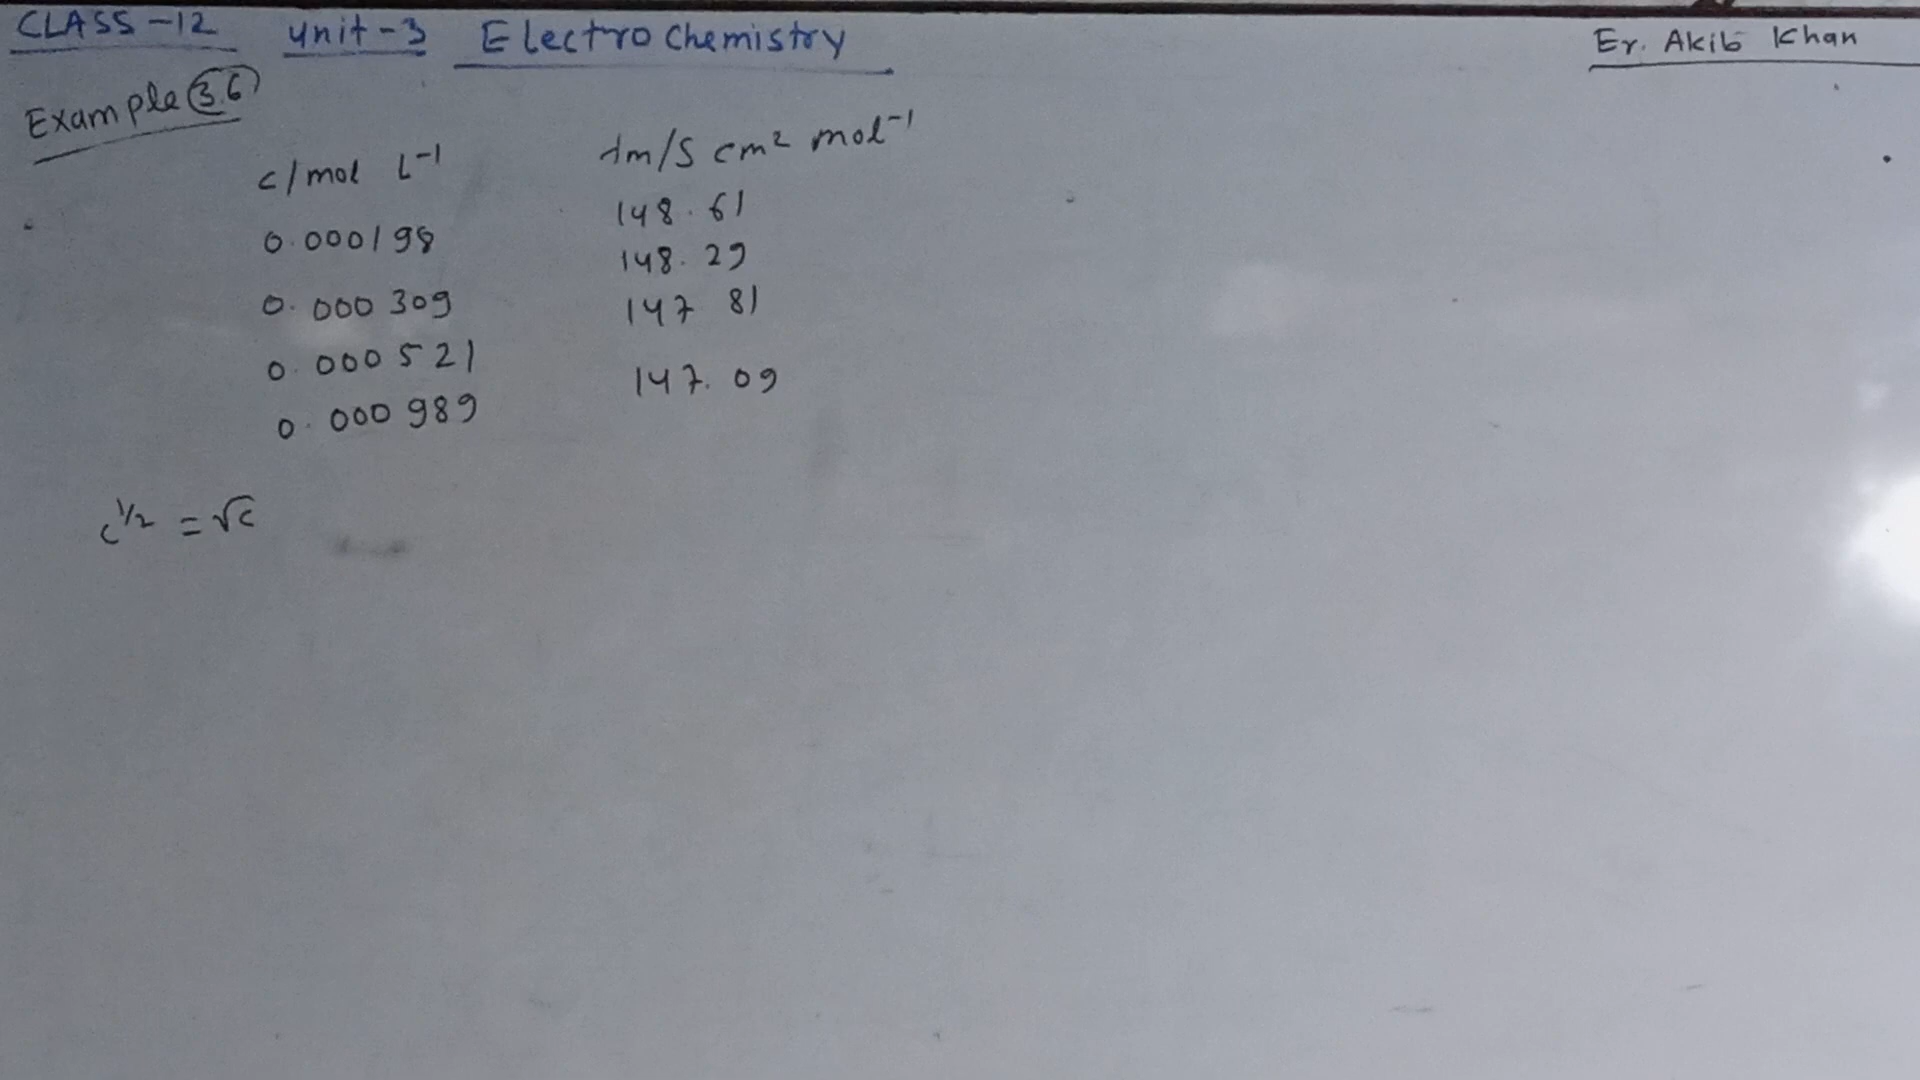 CLASS-12 unit-3 Electro Chemistry
Er. Akib Khan
Example 3.6
c/mol L⁻¹ Λm/S cm² mol⁻¹
0.000198 148.61
0.000309 148.29
0.000521 147 81
0.000989 147.09
c^1/2 = √c